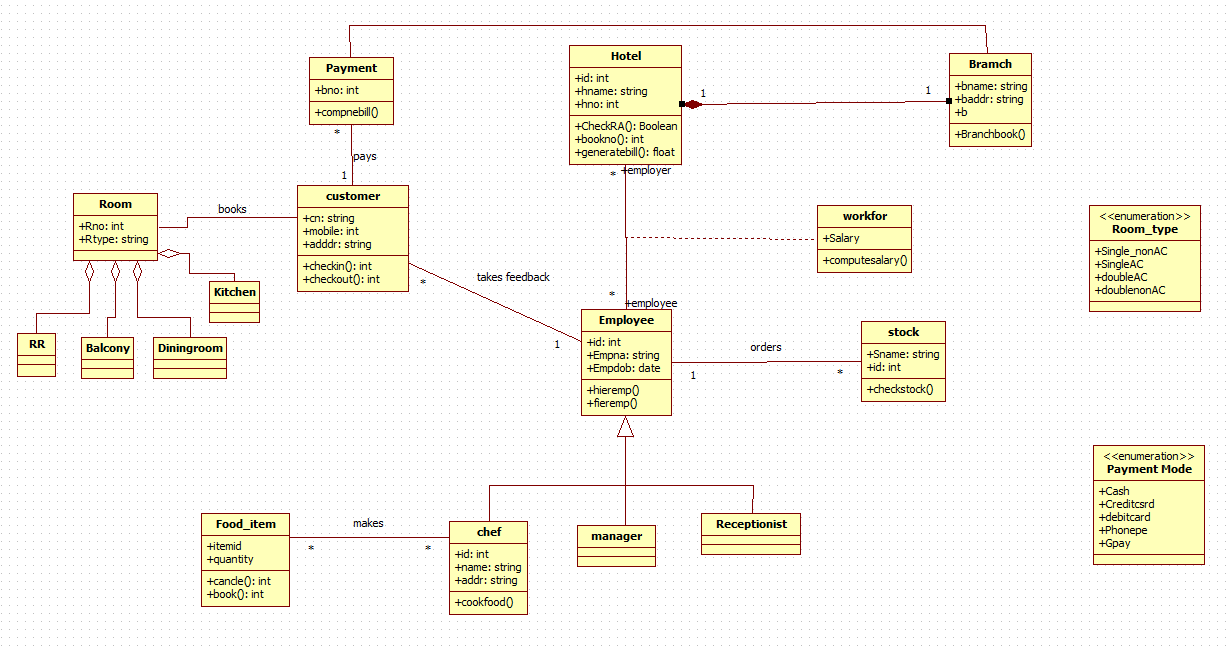 Payment
+bno: int
+compnebill()
Hotel
+id: int
+hname: string
+hno: int
+CheckRA(): Boolean
+bookno(): int
+generatebill(): float
1
1
Bramch
+bname: string
+baddr: string
+b
+Branchbook()
*
pays
1
* +employer
Room
+Rno: int
+Rtype: string
books
customer
+cn: string
+mobile: int
+adddr: string
+checkin(): int
+checkout(): int
workfor
+Salary
+computesalary()
<<enumeration>>
Room_type
+Single_nonAC
+SingleAC
+doubleAC
+doublenonAC
takes feedback
*
1
*
+employee
Kitchen
RR
Balcony
Diningroom
Employee
+id: int
+Empna: string
+Empdob: date
+hieremp()
+fieremp()
orders
1
*
stock
+Sname: string
+id: int
+checkstock()
<<enumeration>>
Payment Mode
+Cash
+Creditcsrd
+debitcard
+Phonepe
+Gpay
Food_item
+itemid
+quantity
+cancle(): int
+book(): int
makes
*
*
chef
+id: int
+name: string
+addr: string
+cookfood()
manager
Receptionist